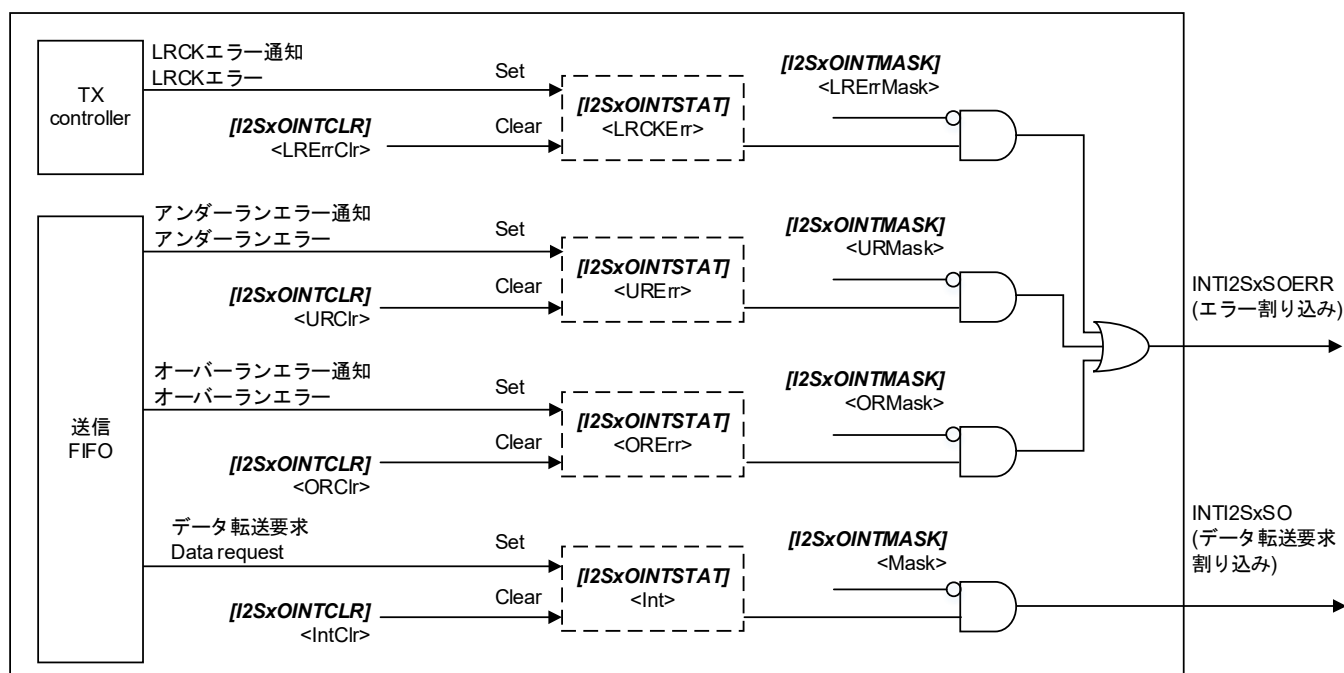 TX
controller
LRCKエラー通知
LRCKエラー
Set
[I2SxOINTCLR]
<LRErrClr>
Clear
[I2SxOINTSTAT]
<LRCKErr>
[I2SxOINTMASK]
<LRErrMask>
送信
FIFO
アンダーランエラー通知
アンダーランエラー
Set
[I2SxOINTCLR]
<URClr>
Clear
[I2SxOINTSTAT]
<URErr>
[I2SxOINTMASK]
<URMask>
INTI2SxSOERR
(エラー割り込み)
オーバーランエラー通知
オーバーランエラー
Set
[I2SxOINTCLR]
<ORClr>
Clear
[I2SxOINTSTAT]
<ORErr>
[I2SxOINTMASK]
<ORMask>
データ転送要求
Data request
Set
[I2SxOINTCLR]
<IntClr>
Clear
[I2SxOINTSTAT]
<Int>
[I2SxOINTMASK]
<Mask>
INTI2SxSO
(データ転送要求
割り込み)